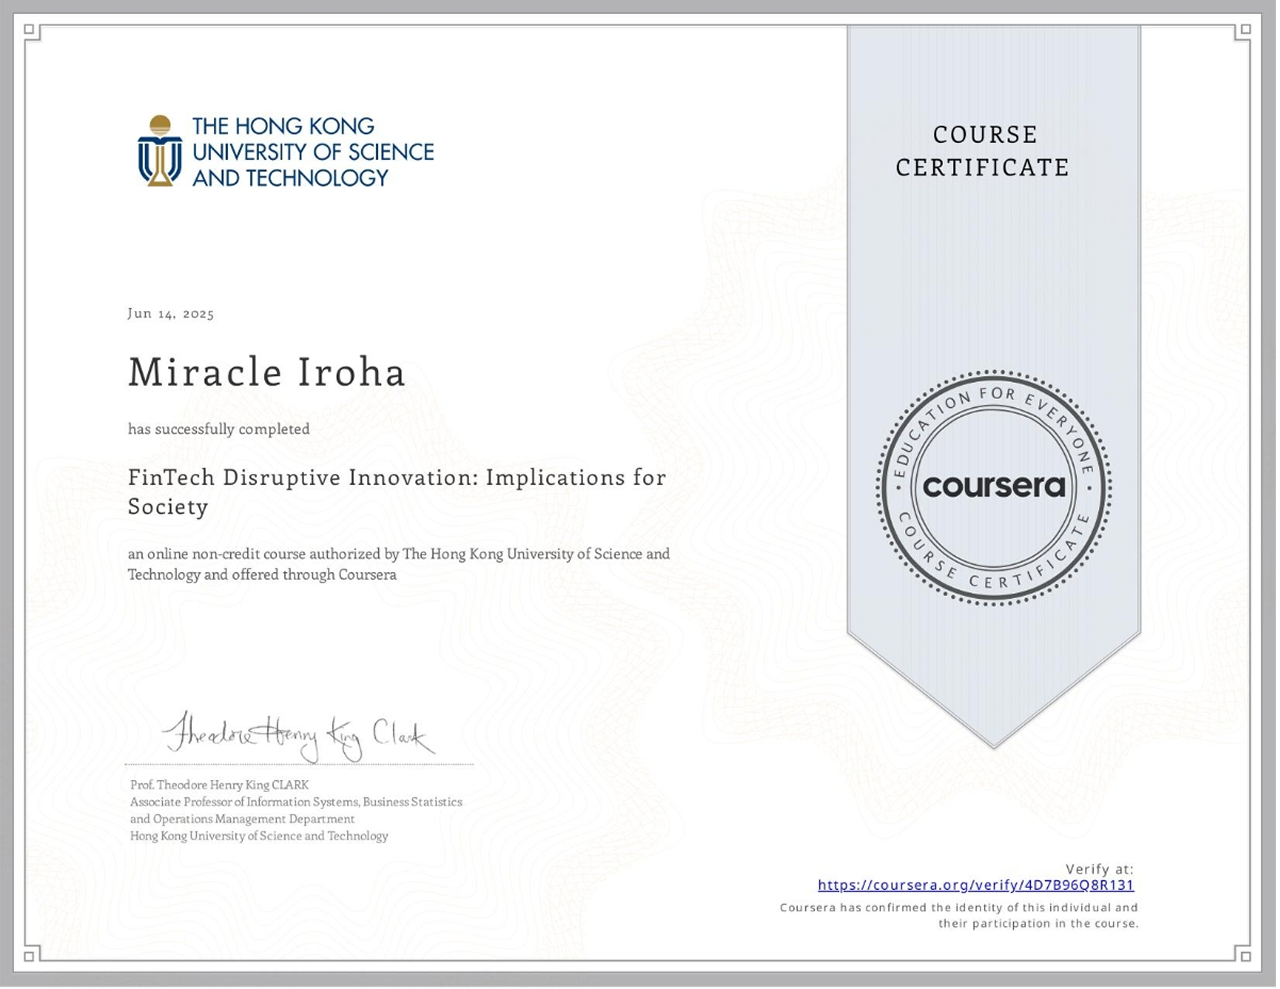 THE HONG KONG
UNIVERSITY OF SCIENCE
AND TECHNOLOGY
COURSE
CERTIFICATE
Jun 14, 2025
Miracle Iroha
has successfully completed
FinTech Disruptive Innovation: Implications for
Society
an online non-credit course authorized by The Hong Kong University of Science and
Technology and offered through Coursera
EDUCATION FOR EVERYONE
coursera
COURSE CERTIFICATE
Theodore Henry King Clark
Prof. Theodore Henry King CLARK
Associate Professor of Information Systems, Business Statistics
and Operations Management Department
Hong Kong University of Science and Technology
Verify at:
https://coursera.org/verify/4D7B96Q8R131
Coursera has confirmed the identity of this individual and
their participation in the course.